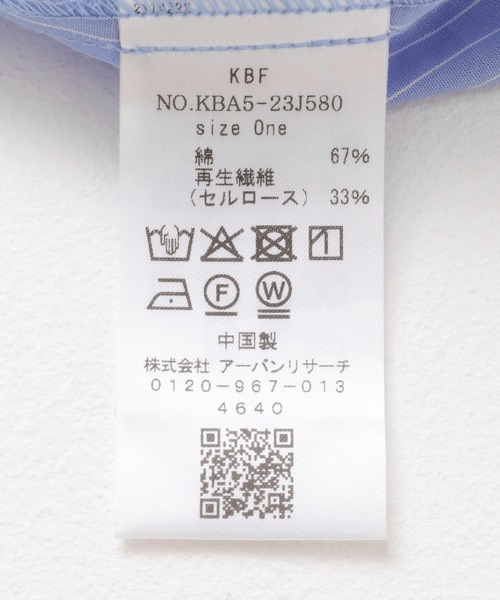 KBF
NO.KBA5-23J580
size One
綿 67%
再生繊維
(セルロース) 33%
F W
中国製
株式会社 アーバンリサーチ
0120-967-013
4640